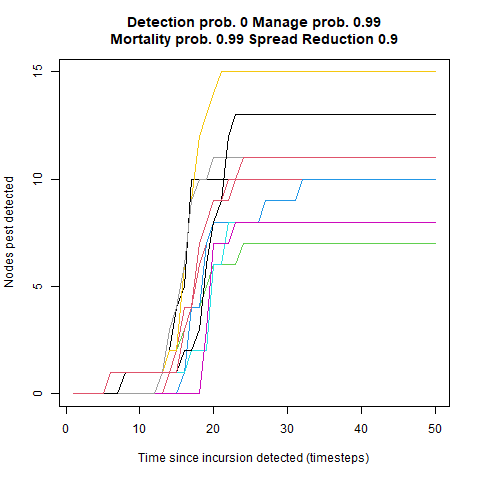 Detection prob. 0 Manage prob. 0.99
Mortality prob. 0.99 Spread Reduction 0.9
15
10
5
0
Nodes pest detected
0 10 20 30 40 50
Time since incursion detected (timesteps)